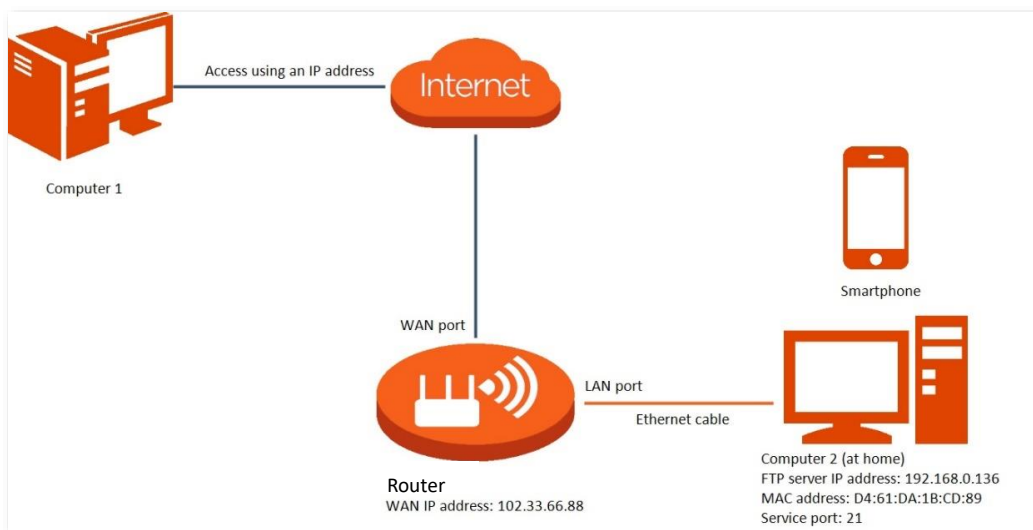 Access using an IP address
Internet
Computer 1
Smartphone
WAN port
LAN port
Ethernet cable
Router
WAN IP address: 102.33.66.88
Computer 2 (at home)
FTP server IP address: 192.168.0.136
MAC address: D4:61:DA:1B:CD:89
Service port: 21